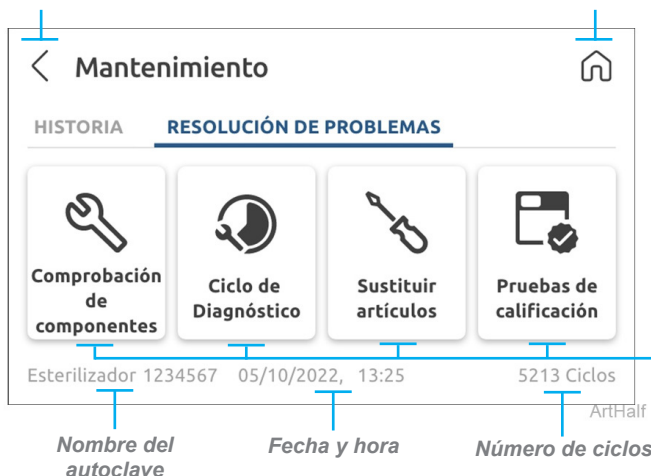 Mantenimiento
HISTORIA RESOLUCIÓN DE PROBLEMAS
Comprobación
de
componentes
Ciclo de
Diagnóstico
Sustituir
artículos
Pruebas de
calificación
Esterilizador 1234567 05/10/2022, 13:25 5213 Ciclos
ArtHalf
Nombre del
autoclave
Fecha y hora
Número de ciclos